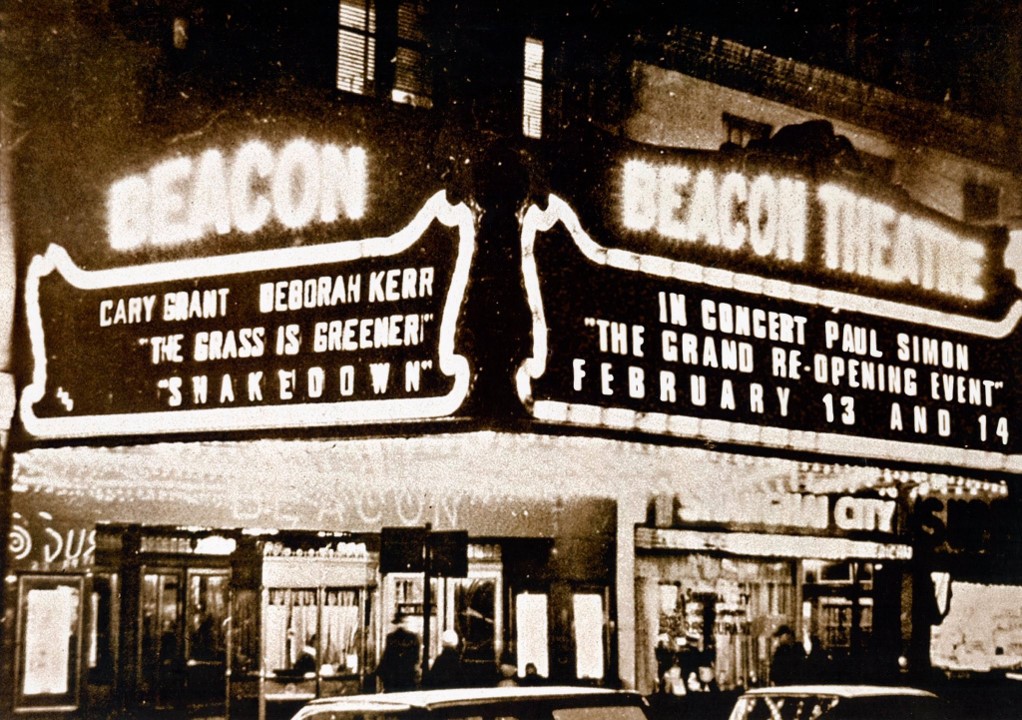 BEACON
CARY GRANT DEBORAH KERR
"THE GRASS IS GREENER!"
"SHAKEDOWN"
BEACON THEATRE
IN CONCERT PAUL SIMON
"THE GRAND RE-OPENING EVENT"
FEBRUARY 13 AND 14
BEACON
CITY